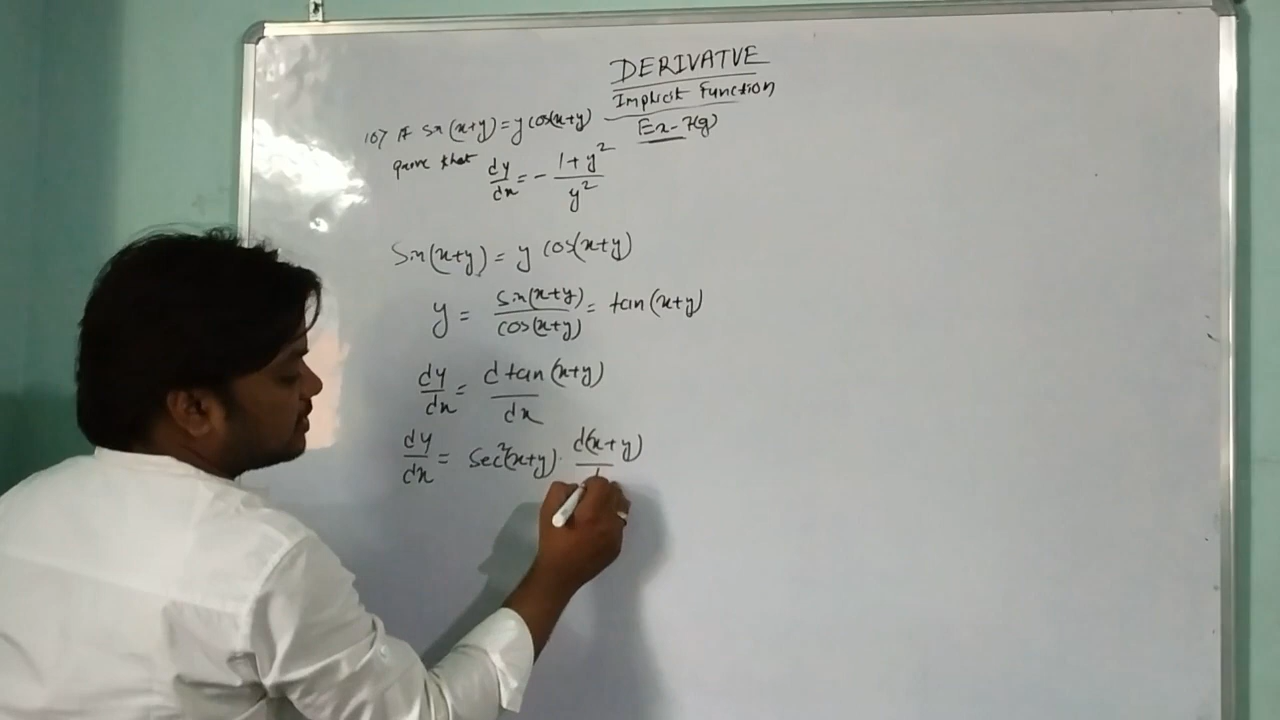 DERIVATVE
Implicit Function
Ex-7(g)
10) If Sin(x+y)=y cos(x+y)
prove that dy/dx = - 1+y²/y²
Sin(x+y) = y cos(x+y)
y = Sin(x+y)/cos(x+y) = tan(x+y)
dy/dx = d tan(x+y)/dx
dy/dx = Sec²(x+y) · d(x+y)